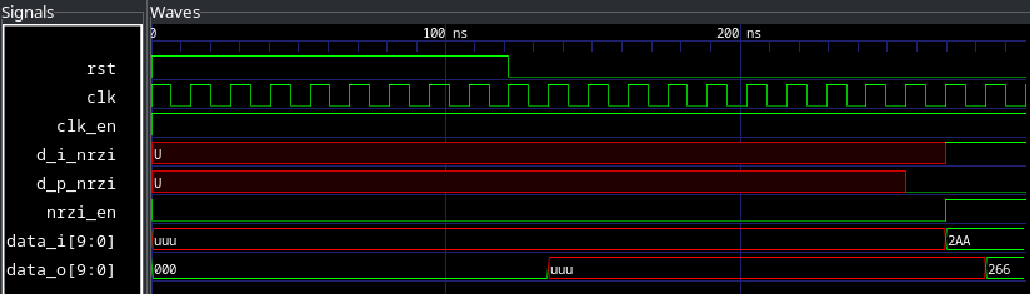 Signals Waves
0 100 ns 200 ns
rst
clk
clk_en
d_i_nrzi U
d_p_nrzi U
nrzi_en
data_i[9:0] uuu 2AA
data_o[9:0] 000 uuu 266